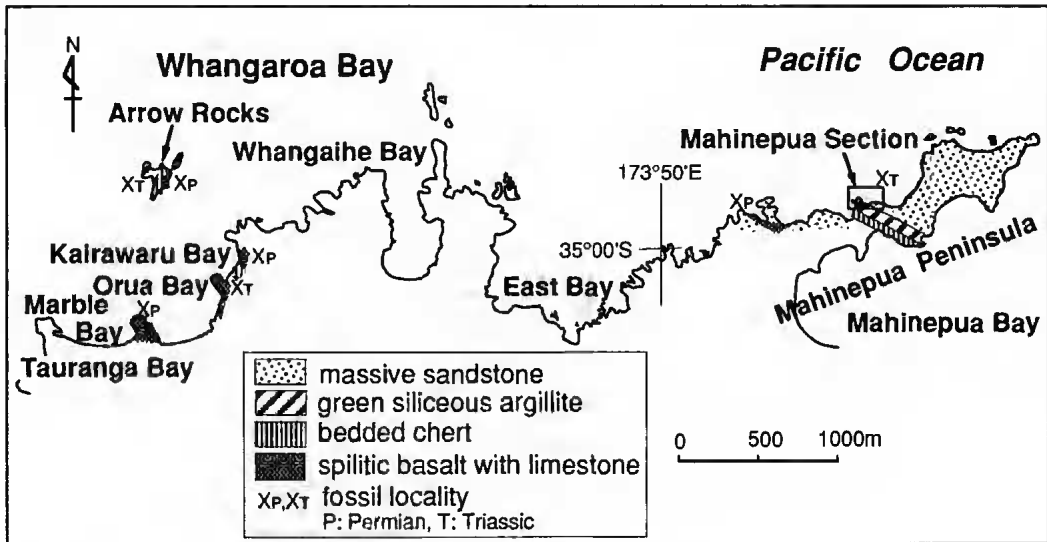 N
Whangaroa Bay
Pacific Ocean
Arrow Rocks
Mahinepua Section
Whangaihe Bay
XT
XP
XT
173°50'E
XP
Kairawaru Bay
XP
35°00'S
Orua Bay
XT
East Bay
Mahinepua Peninsula
Marble
Bay
XP
Mahinepua Bay
Tauranga Bay
massive sandstone
green siliceous argillite
bedded chert
spilitic basalt with limestone
XP,XT fossil locality
P: Permian, T: Triassic
0 500 1000m